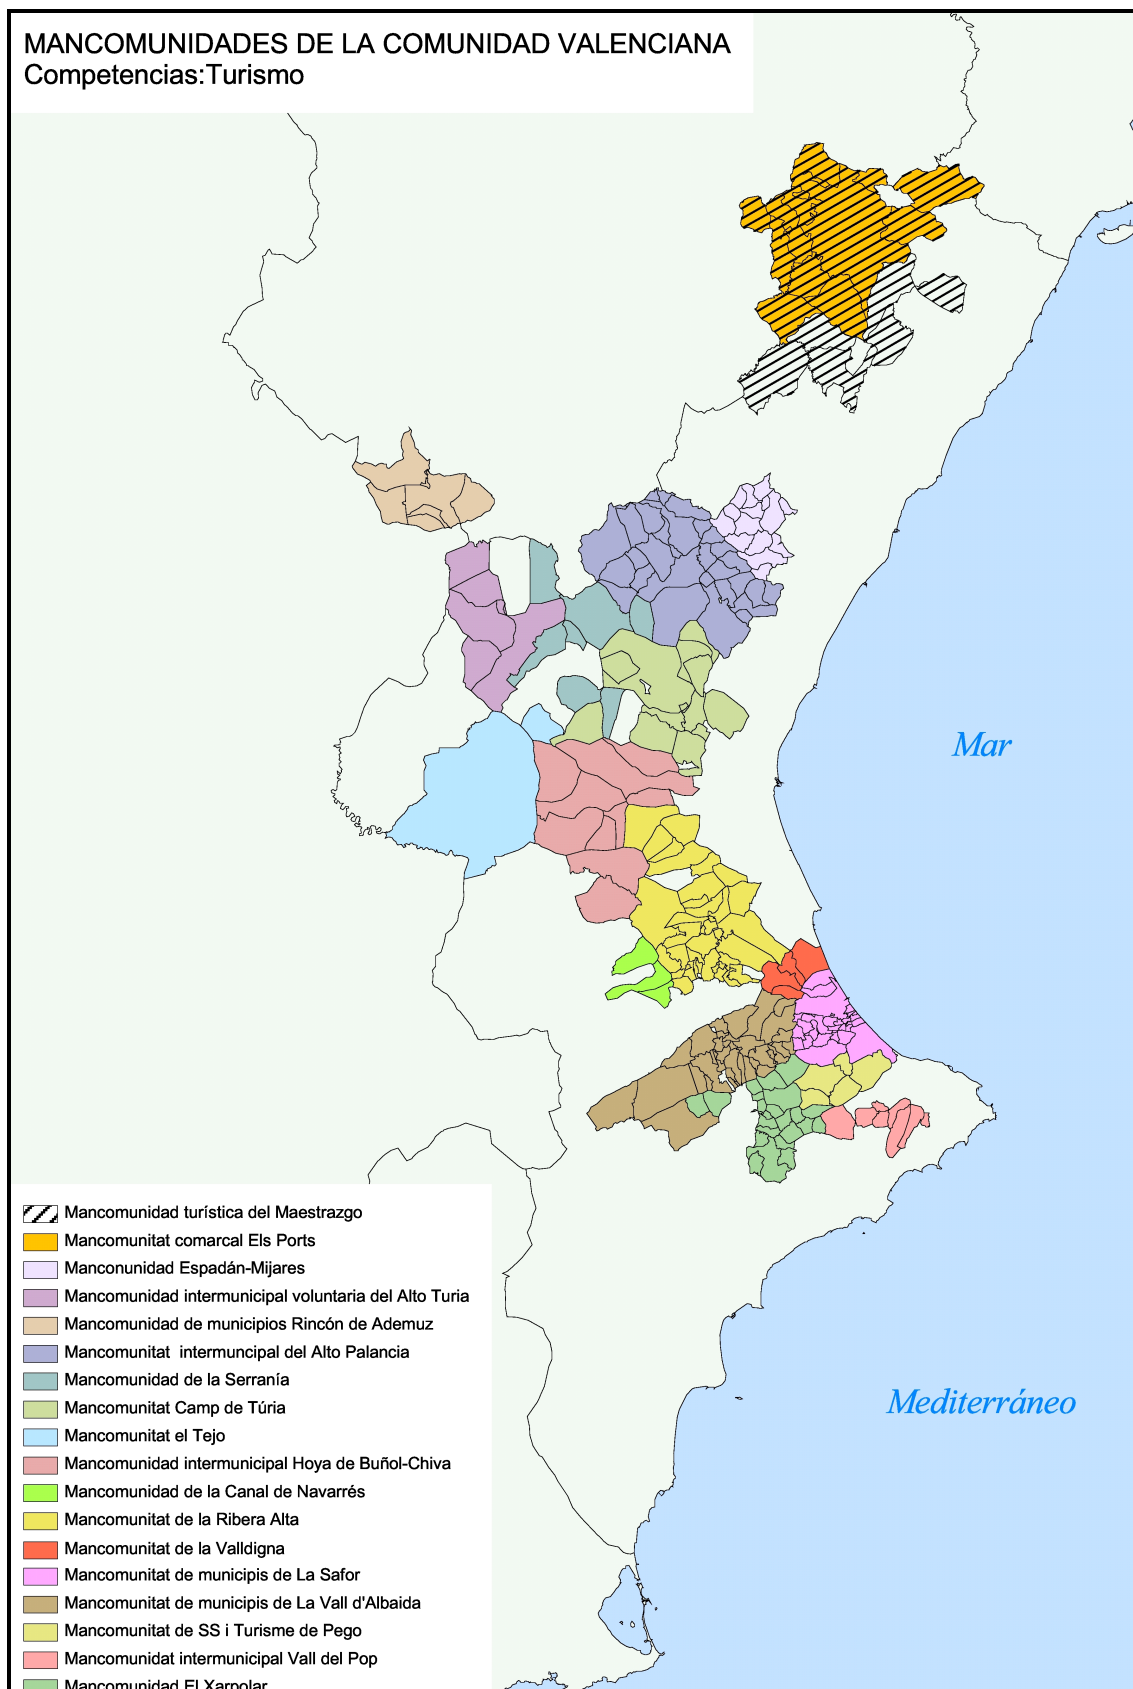 MANCOMUNIDADES DE LA COMUNIDAD VALENCIANA
Competencias:Turismo
Mar
Mediterráneo
Mancomunidad turística del Maestrazgo
Mancomunitat comarcal Els Ports
Manconunidad Espadán-Mijares
Mancomunidad intermunicipal voluntaria del Alto Turia
Mancomunidad de municipios Rincón de Ademuz
Mancomunitat intermuncipal del Alto Palancia
Mancomunidad de la Serranía
Mancomunitat Camp de Túria
Mancomunitat el Tejo
Mancomunidad intermunicipal Hoya de Buñol-Chiva
Mancomunidad de la Canal de Navarrés
Mancomunitat de la Ribera Alta
Mancomunitat de la Valldigna
Mancomunitat de municipis de La Safor
Mancomunitat de municipis de La Vall d'Albaida
Mancomunitat de SS i Turisme de Pego
Mancomunidat intermunicipal Vall del Pop
Mancomunidad El Xarpolar